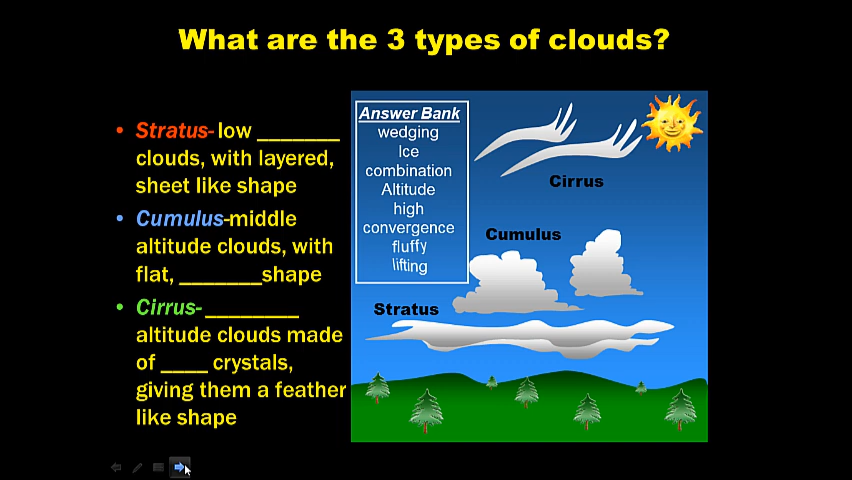 What are the 3 types of clouds?
• Stratus- low _______
clouds, with layered,
sheet like shape
• Cumulus-middle
altitude clouds, with
flat, _______shape
• Cirrus- ________
altitude clouds made
of ____ crystals,
giving them a feather
like shape
Answer Bank
wedging
Ice
combination
Altitude
high
convergence
fluffy
lifting
Cirrus
Cumulus
Stratus